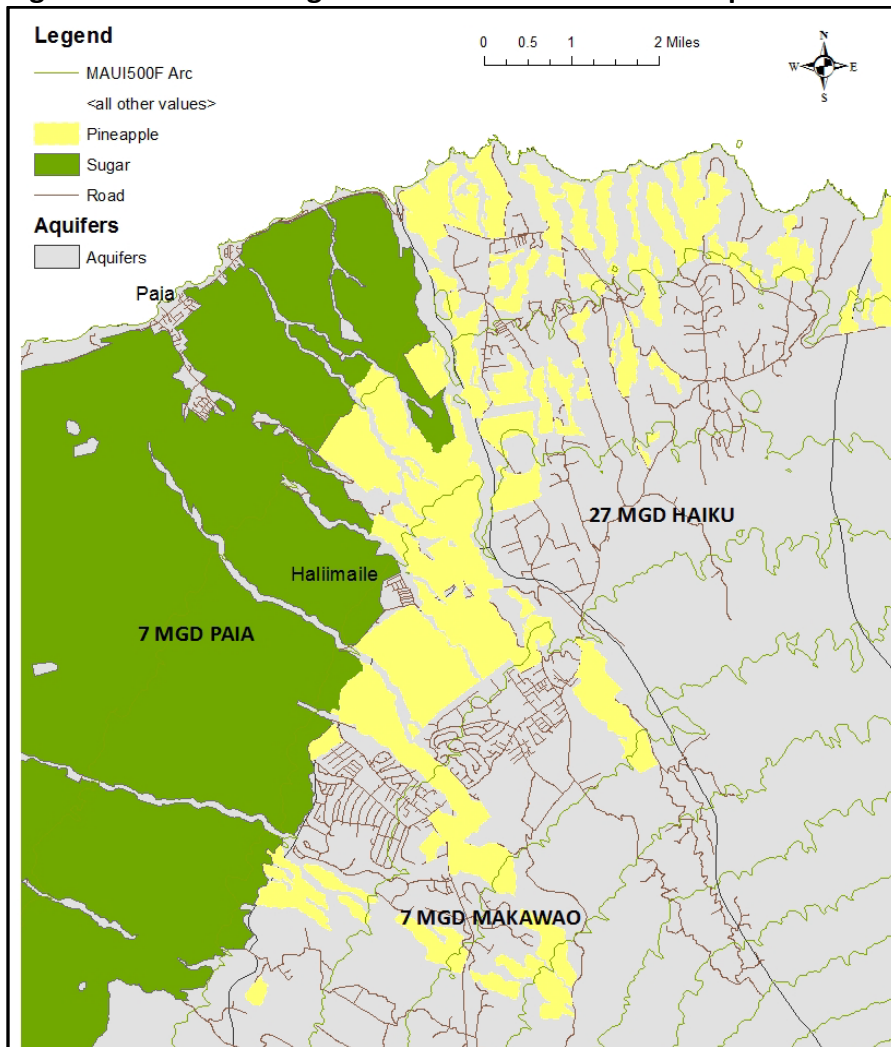 Legend
MAUI500F Arc
<all other values>
Pineapple
Sugar
Road
Aquifers
Aquifers
0 0.5 1 2 Miles
N
W E
S
Paia
27 MGD HAIKU
Haliimaile
7 MGD PAIA
7 MGD MAKAWAO